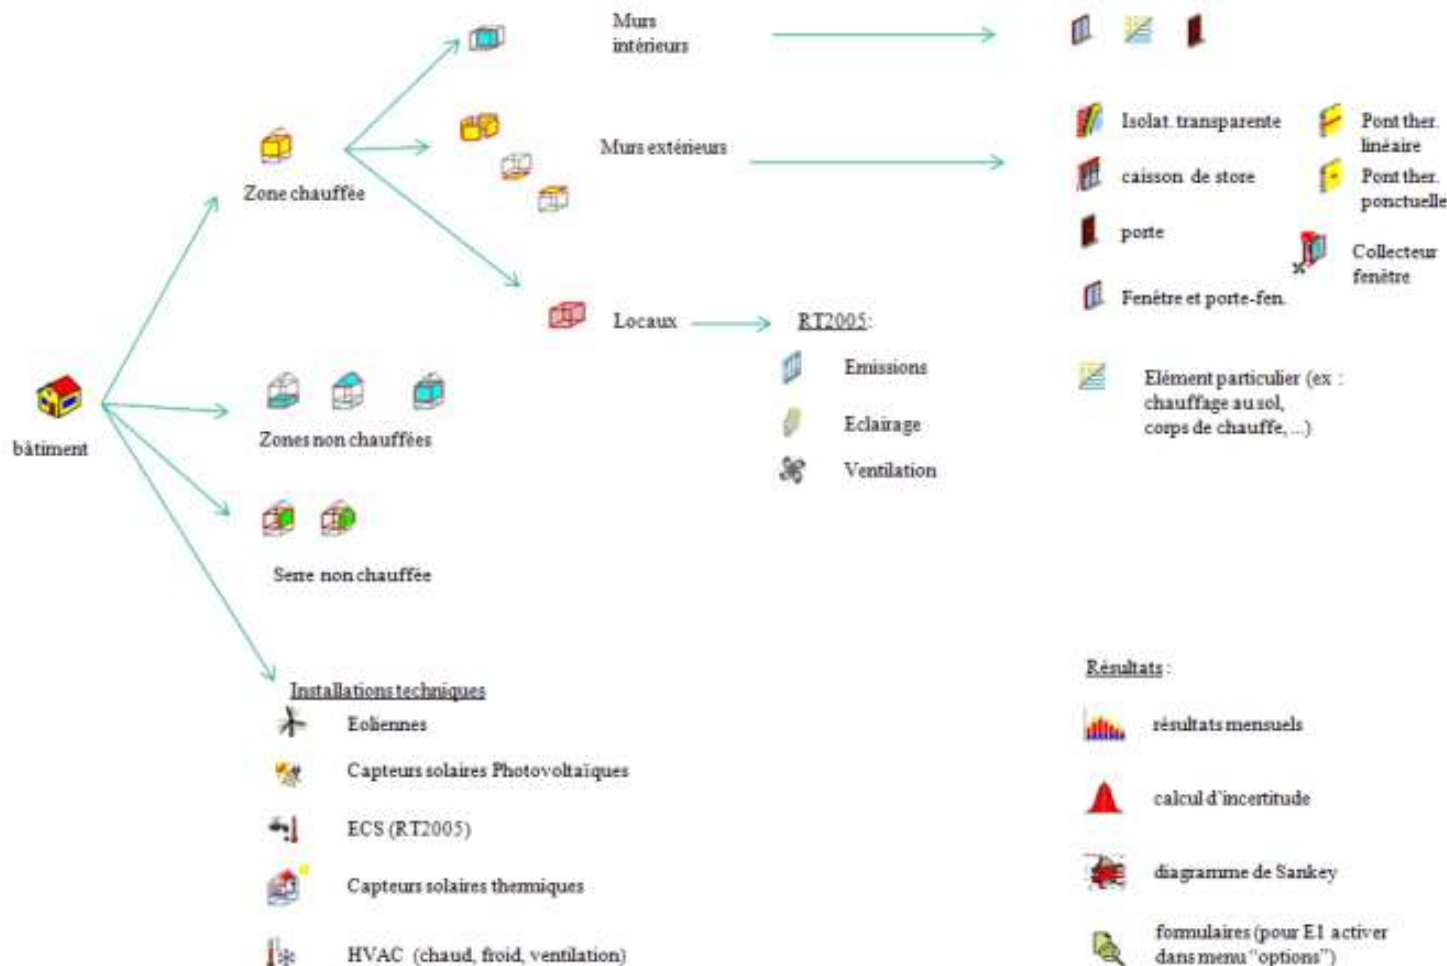 Murs
intérieurs
Isolat. transparente
Pont ther.
linéaire
Murs extérieurs
caisson de store
Pont ther.
ponctuelle
Zone chauffée
porte
Collecteur
fenêtre
Fenêtre et porte-fen.
Locaux
RT2005:
Emissions
Elément particulier (ex :
chauffage au sol,
corps de chauffe, ...)
Eclairage
Ventilation
bâtiment
Zones non chauffées
Serre non chauffée
Installations techniques
Eoliennes
Capteurs solaires Photovoltaïques
ECS (RT2005)
Capteurs solaires thermiques
HVAC (chaud, froid, ventilation)
Résultats :
résultats mensuels
calcul d'incertitude
diagramme de Sankey
formulaires (pour E1 activer
dans menu "options")